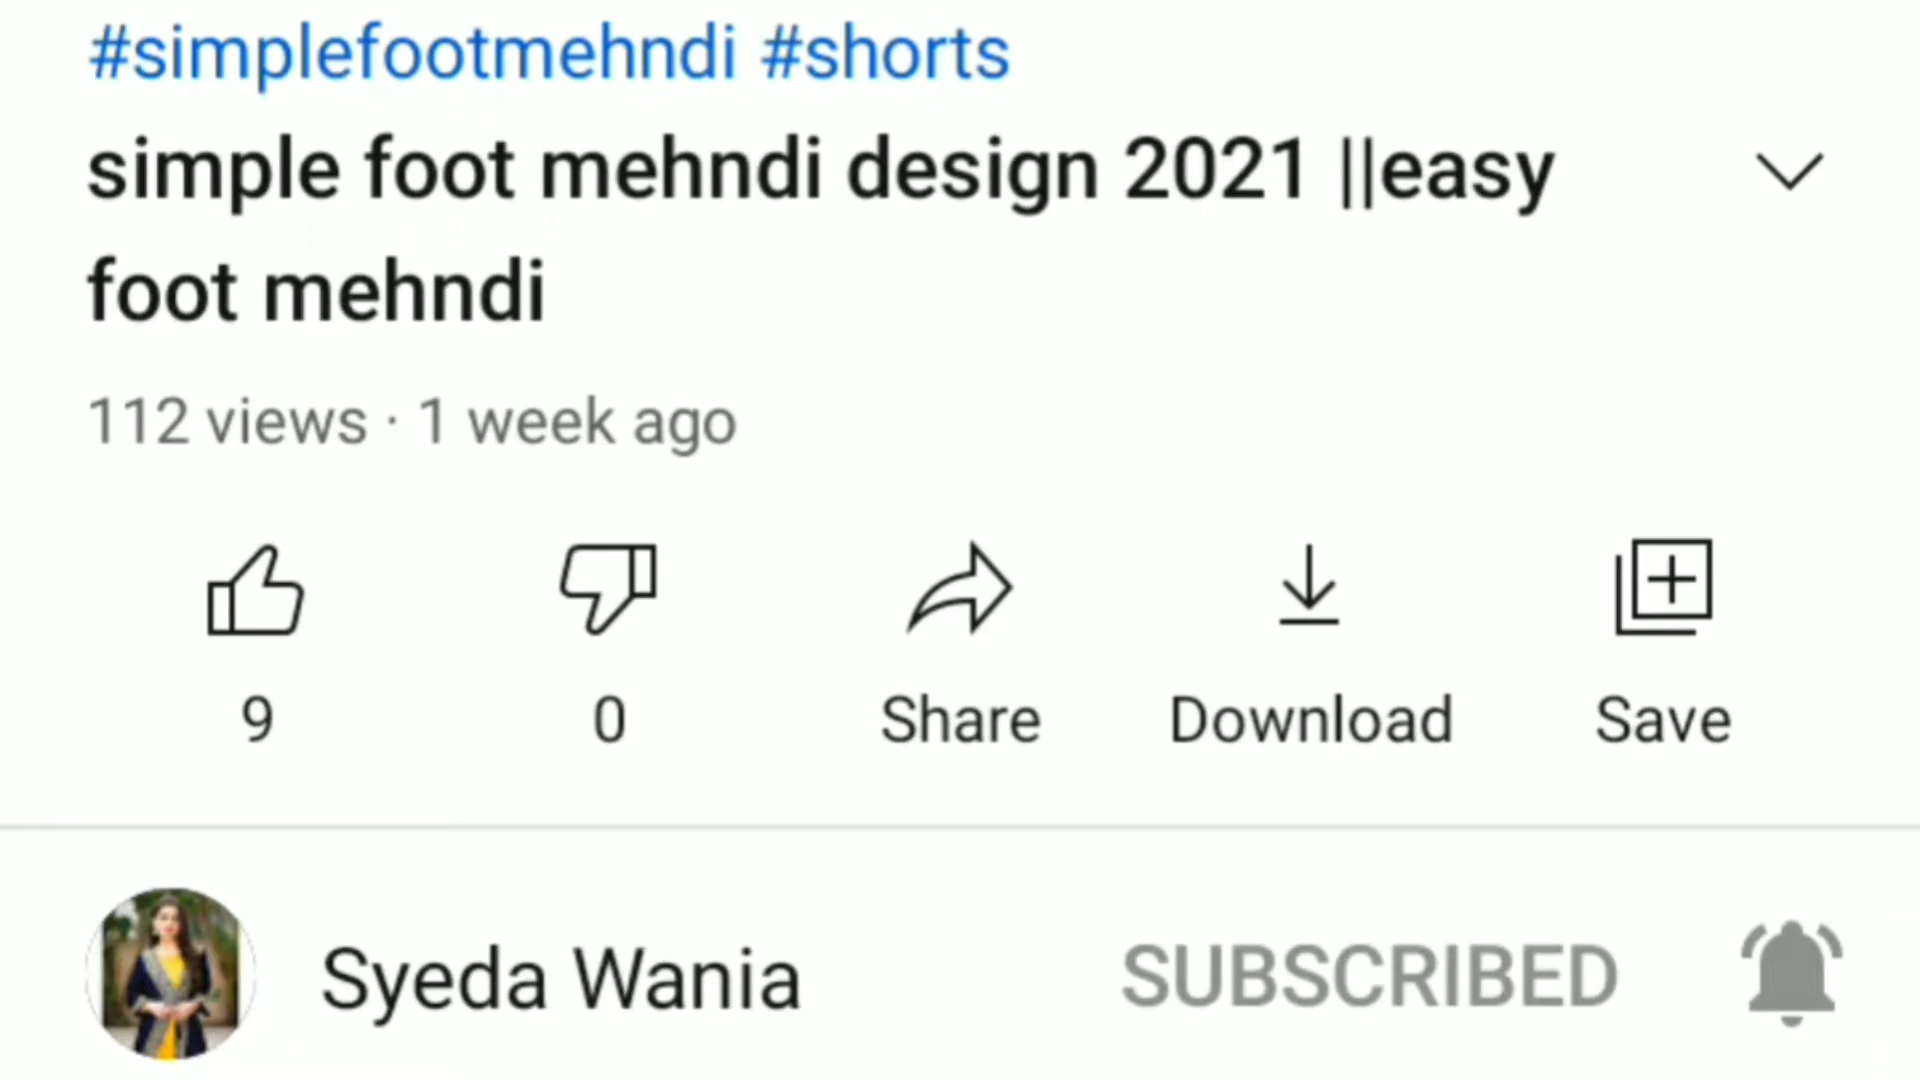 #simplefootmehndi #shorts
simple foot mehndi design 2021 ||easy
foot mehndi
112 views · 1 week ago
9 0 Share Download Save
Syeda Wania SUBSCRIBED